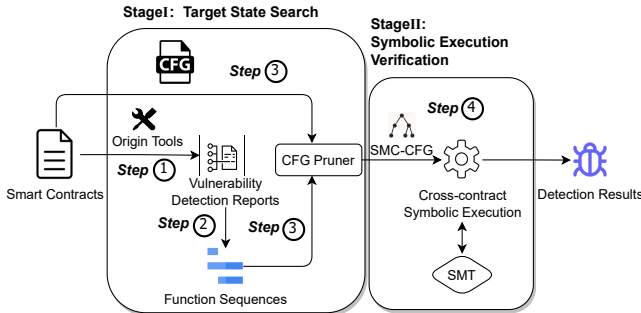 StageI: Target State Search
StageII:
Symbolic Execution
Verification
CFG
Step 3
Step 4
Origin Tools
SMC-CFG
CFG Pruner
Step 1
Smart Contracts
Vulnerability
Detection Reports
Cross-contract
Symbolic Execution
Detection Results
Step 2
Step 3
SMT
Function Sequences